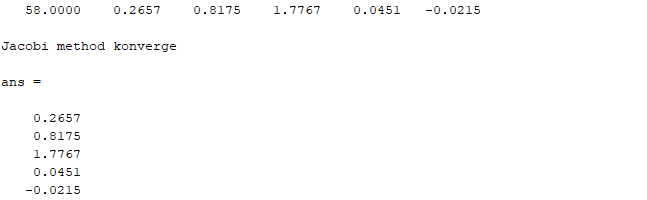 58.0000 0.2657 0.8175 1.7767 0.0451 -0.0215
Jacobi method konverge
ans =
0.2657
0.8175
1.7767
0.0451
-0.0215